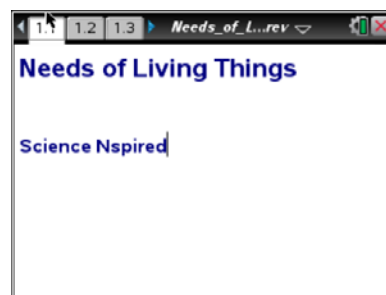 1.1 1.2 1.3 Needs_of_L...rev
Needs of Living Things
Science Nspired